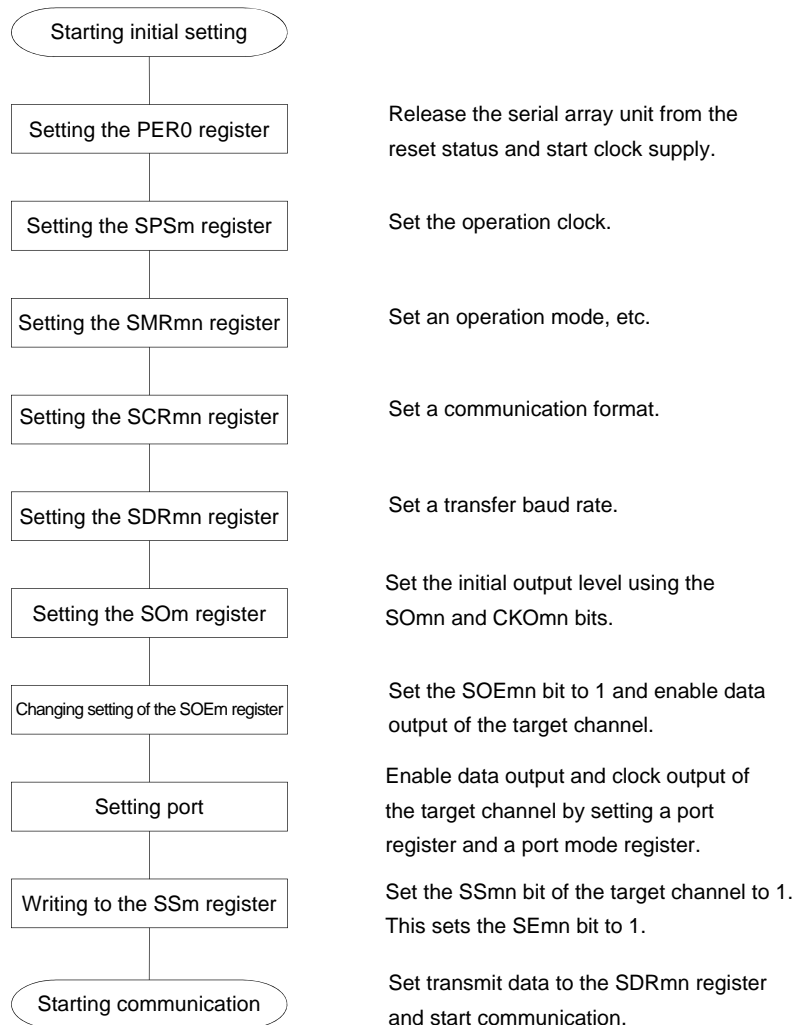 Starting initial setting
Setting the PER0 register
Release the serial array unit from the
reset status and start clock supply.
Setting the SPSm register
Set the operation clock.
Setting the SMRmn register
Set an operation mode, etc.
Setting the SCRmn register
Set a communication format.
Setting the SDRmn register
Set a transfer baud rate.
Setting the SOm register
Set the initial output level using the
SOmn and CKOmn bits.
Changing setting of the SOEm register
Set the SOEmn bit to 1 and enable data
output of the target channel.
Setting port
Enable data output and clock output of
the target channel by setting a port
register and a port mode register.
Writing to the SSm register
Set the SSmn bit of the target channel to 1.
This sets the SEmn bit to 1.
Starting communication
Set transmit data to the SDRmn register
and start communication.